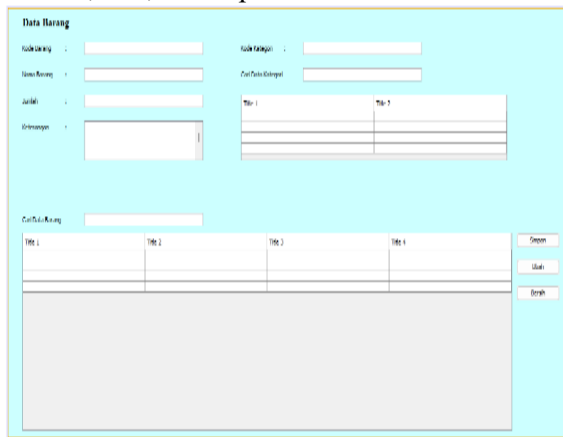 Data Barang
Kode Barang :
Kode Kategori :
Nama Barang :
Cari Data Kategori
Jumlah :
Title 1 Title 2
Keterangan :
Cari Data Barang
Title 1 Title 2 Title 3 Title 4
Simpan
Ubah
Bersih